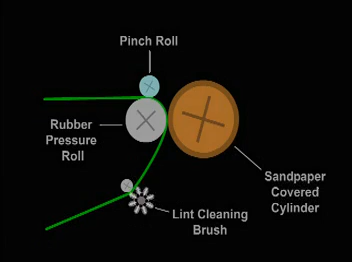 Pinch Roll
Rubber
Pressure
Roll
Sandpaper
Covered
Cylinder
Lint Cleaning
Brush